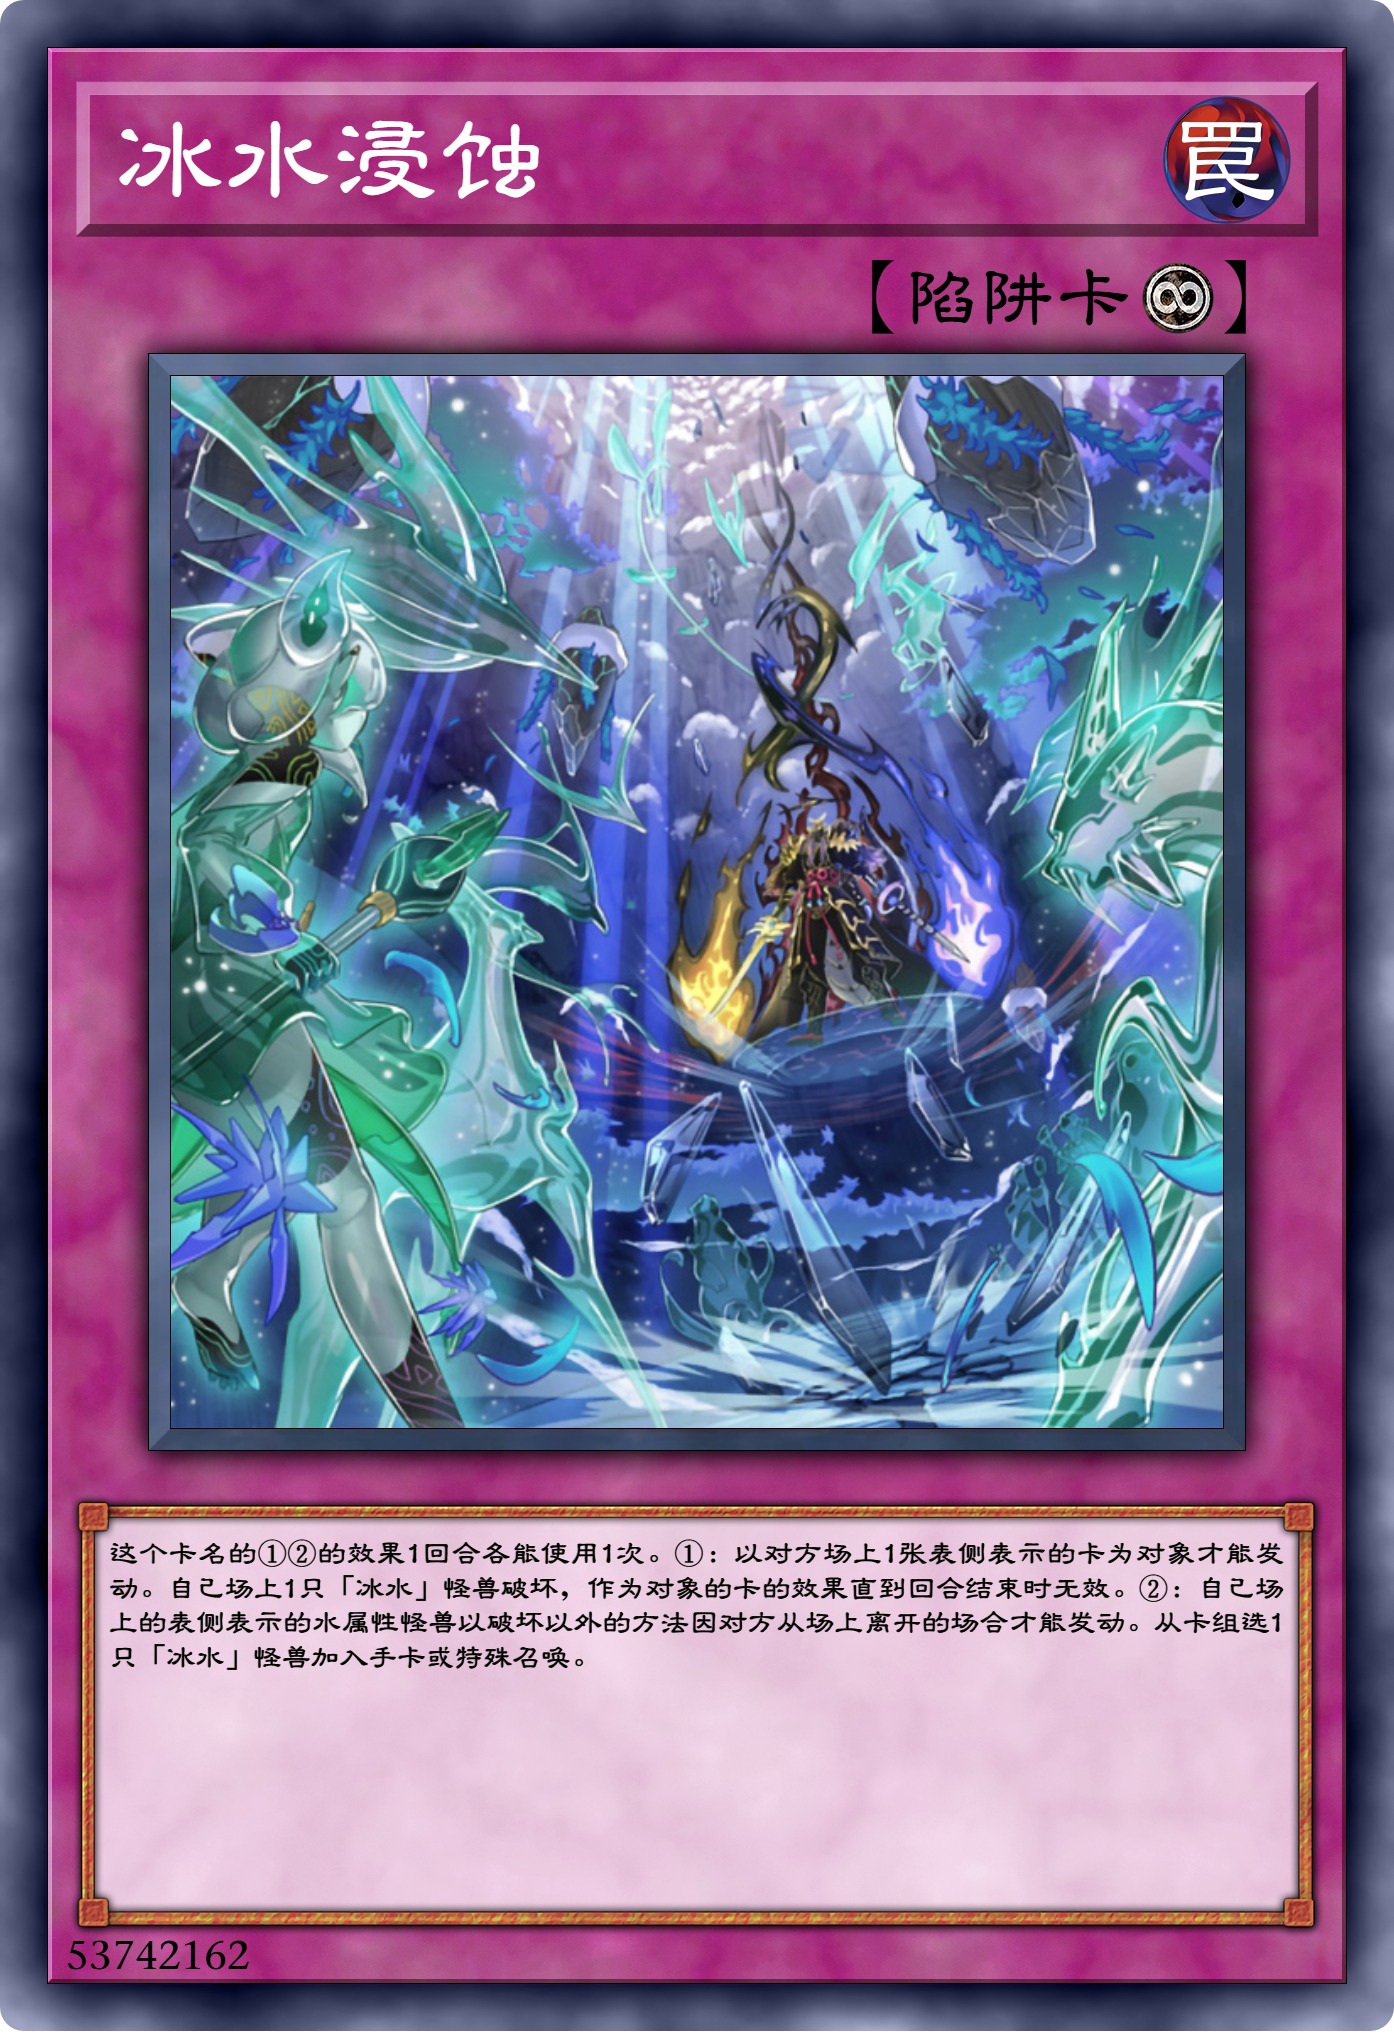 冰水浸蚀
罠
【陷阱卡♾】
这个卡名的①②的效果1回合各能使用1次。①：以对方场上1张表侧表示的卡为对象才能发
动。自己场上1只「冰水」怪兽破坏，作为对象的卡的效果直到回合结束时无效。②：自己场
上的表侧表示的水属性怪兽以破坏以外的方法因对方从场上离开的场合才能发动。从卡组选1
只「冰水」怪兽加入手卡或特殊召唤。
53742162